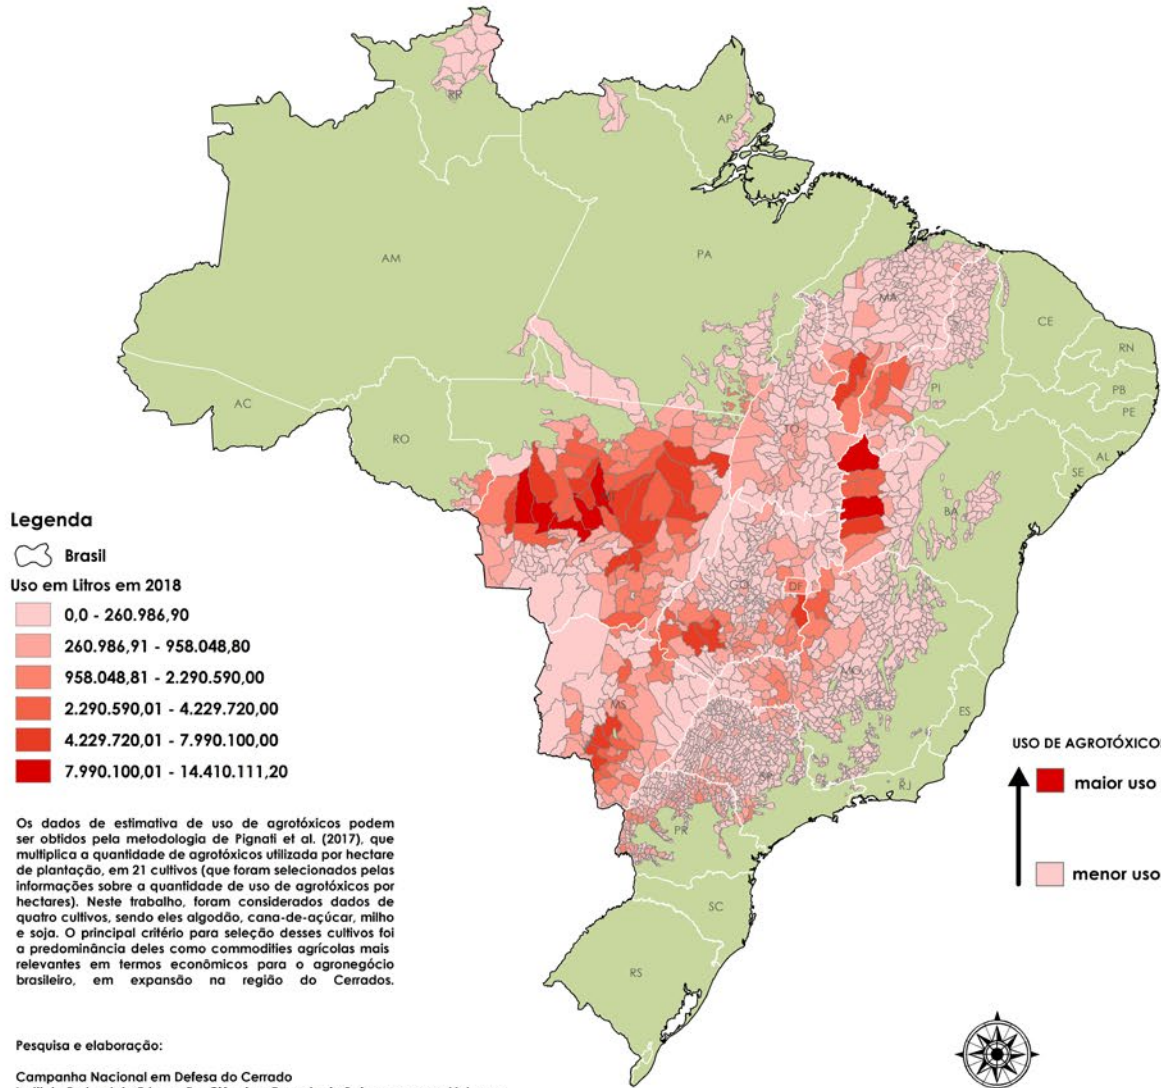 RR
AP
AM
PA
MA
CE
RN
PB
PE
PI
AC
TO
AL
SE
RO
BA
Legenda
Brasil
Uso em Litros em 2018
0,0 - 260.986,90
260.986,91 - 958.048,80
958.048,81 - 2.290.590,00
2.290.590,01 - 4.229.720,00
4.229.720,01 - 7.990.100,00
7.990.100,01 - 14.410.111,20
GO
DF
MG
MS
ES
SP
RJ
PR
SC
RS
USO DE AGROTÓXICO
maior uso
menor uso
Os dados de estimativa de uso de agrotóxicos podem
ser obtidos pela metodologia de Pignati et al. (2017), que
multiplica a quantidade de agrotóxicos utilizada por hectare
de plantação, em 21 cultivos (que foram selecionados pelas
informações sobre a quantidade de uso de agrotóxicos por
hectares). Neste trabalho, foram considerados dados de
quatro cultivos, sendo eles algodão, cana-de-açúcar, milho
e soja. O principal critério para seleção desses cultivos foi
a predominância deles como commodities agrícolas mais
relevantes em termos econômicos para o agronegócio
brasileiro, em expansão na região do Cerrados.
Pesquisa e elaboração:
Campanha Nacional em Defesa do Cerrado